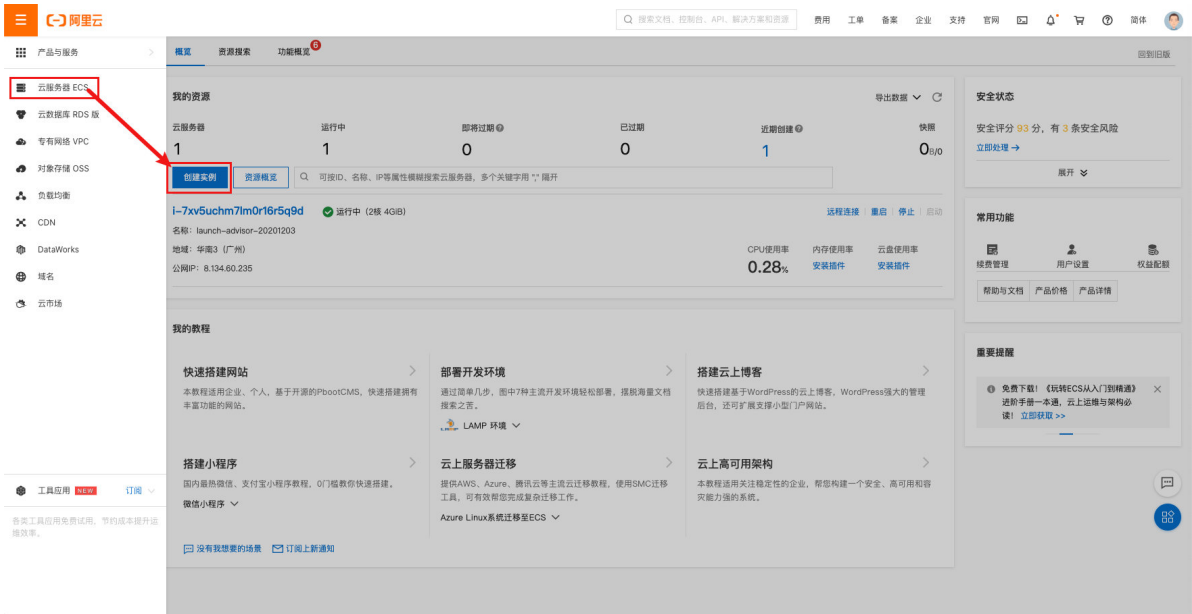 阿里云
搜索文档、控制台、API、解决方案和资源
费用 工单 备案 企业 支持 官网 简体
产品与服务
云服务器 ECS
云数据库 RDS 版
专有网络 VPC
对象存储 OSS
负载均衡
CDN
DataWorks
域名
云市场
工具应用 NEW 订阅
各类工具应用免费试用，节约成本提升运
维效率。
概览 资源搜索 功能概览 6
回到旧版
我的资源 导出数据
云服务器 运行中 即将过期 已过期 近期创建 快照
1 1 0 0 1 0B/0
创建实例 资源概览 可按ID、名称、IP等属性模糊搜索云服务器，多个关键字用 "," 隔开
i-7xv5uchm7lm0r16r5q9d 运行中 (2核 4GiB) 远程连接 重启 停止 启动
名称：launch-advisor-20201203
地域：华南3（广州） CPU使用率 内存使用率 云盘使用率
公网IP：8.134.60.235 0.28% 安装插件 安装插件
我的教程
快速搭建网站
本教程适用企业、个人，基于开源的PbootCMS，快速搭建拥有
丰富功能的网站。
部署开发环境
通过简单几步，图中7种主流开发环境轻松部署，摆脱海量文档
搜索之苦。
LAMP LAMP 环境
搭建云上博客
快速搭建基于WordPress的云上博客，WordPress强大的管理
后台，还可扩展支撑小型门户网站。
搭建小程序
国内最热微信、支付宝小程序教程，0门槛教你快速搭建。
微信小程序
云上服务器迁移
提供AWS、Azure、腾讯云等主流云迁移教程，使用SMC迁移
工具，可有效帮您完成复杂迁移工作。
Azure Linux系统迁移至ECS
云上高可用架构
本教程适用关注稳定性的企业，帮您构建一个安全、高可用和容
灾能力强的系统。
没有我想要的场景 订阅上新通知
安全状态
安全评分 93 分，有 3 条安全风险
立即处理
展开
常用功能
续费管理 用户设置 权益配额
帮助与文档 产品价格 产品详情
重要提醒
免费下载！《玩转ECS从入门到精通》
进阶手册一本通，云上运维与架构必
读！ 立即获取 >>